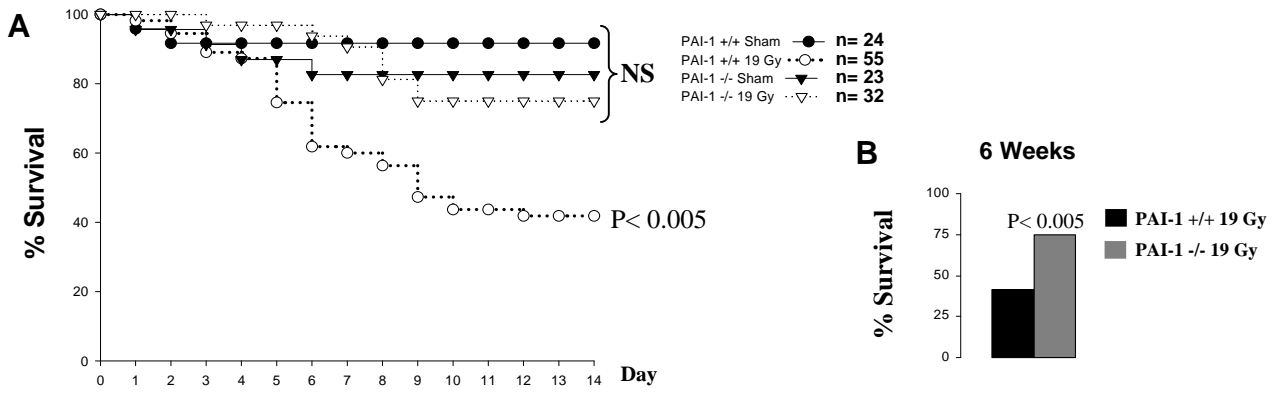 A
% Survival
100
80
60
40
20
0
0 1 2 3 4 5 6 7 8 9 10 11 12 13 14 Day
NS
P< 0.005
PAI-1 +/+ Sham n= 24
PAI-1 +/+ 19 Gy n= 55
PAI-1 -/- Sham n= 23
PAI-1 -/- 19 Gy n= 32
B
6 Weeks
% Survival
100
75
50
25
0
P< 0.005
PAI-1 +/+ 19 Gy
PAI-1 -/- 19 Gy